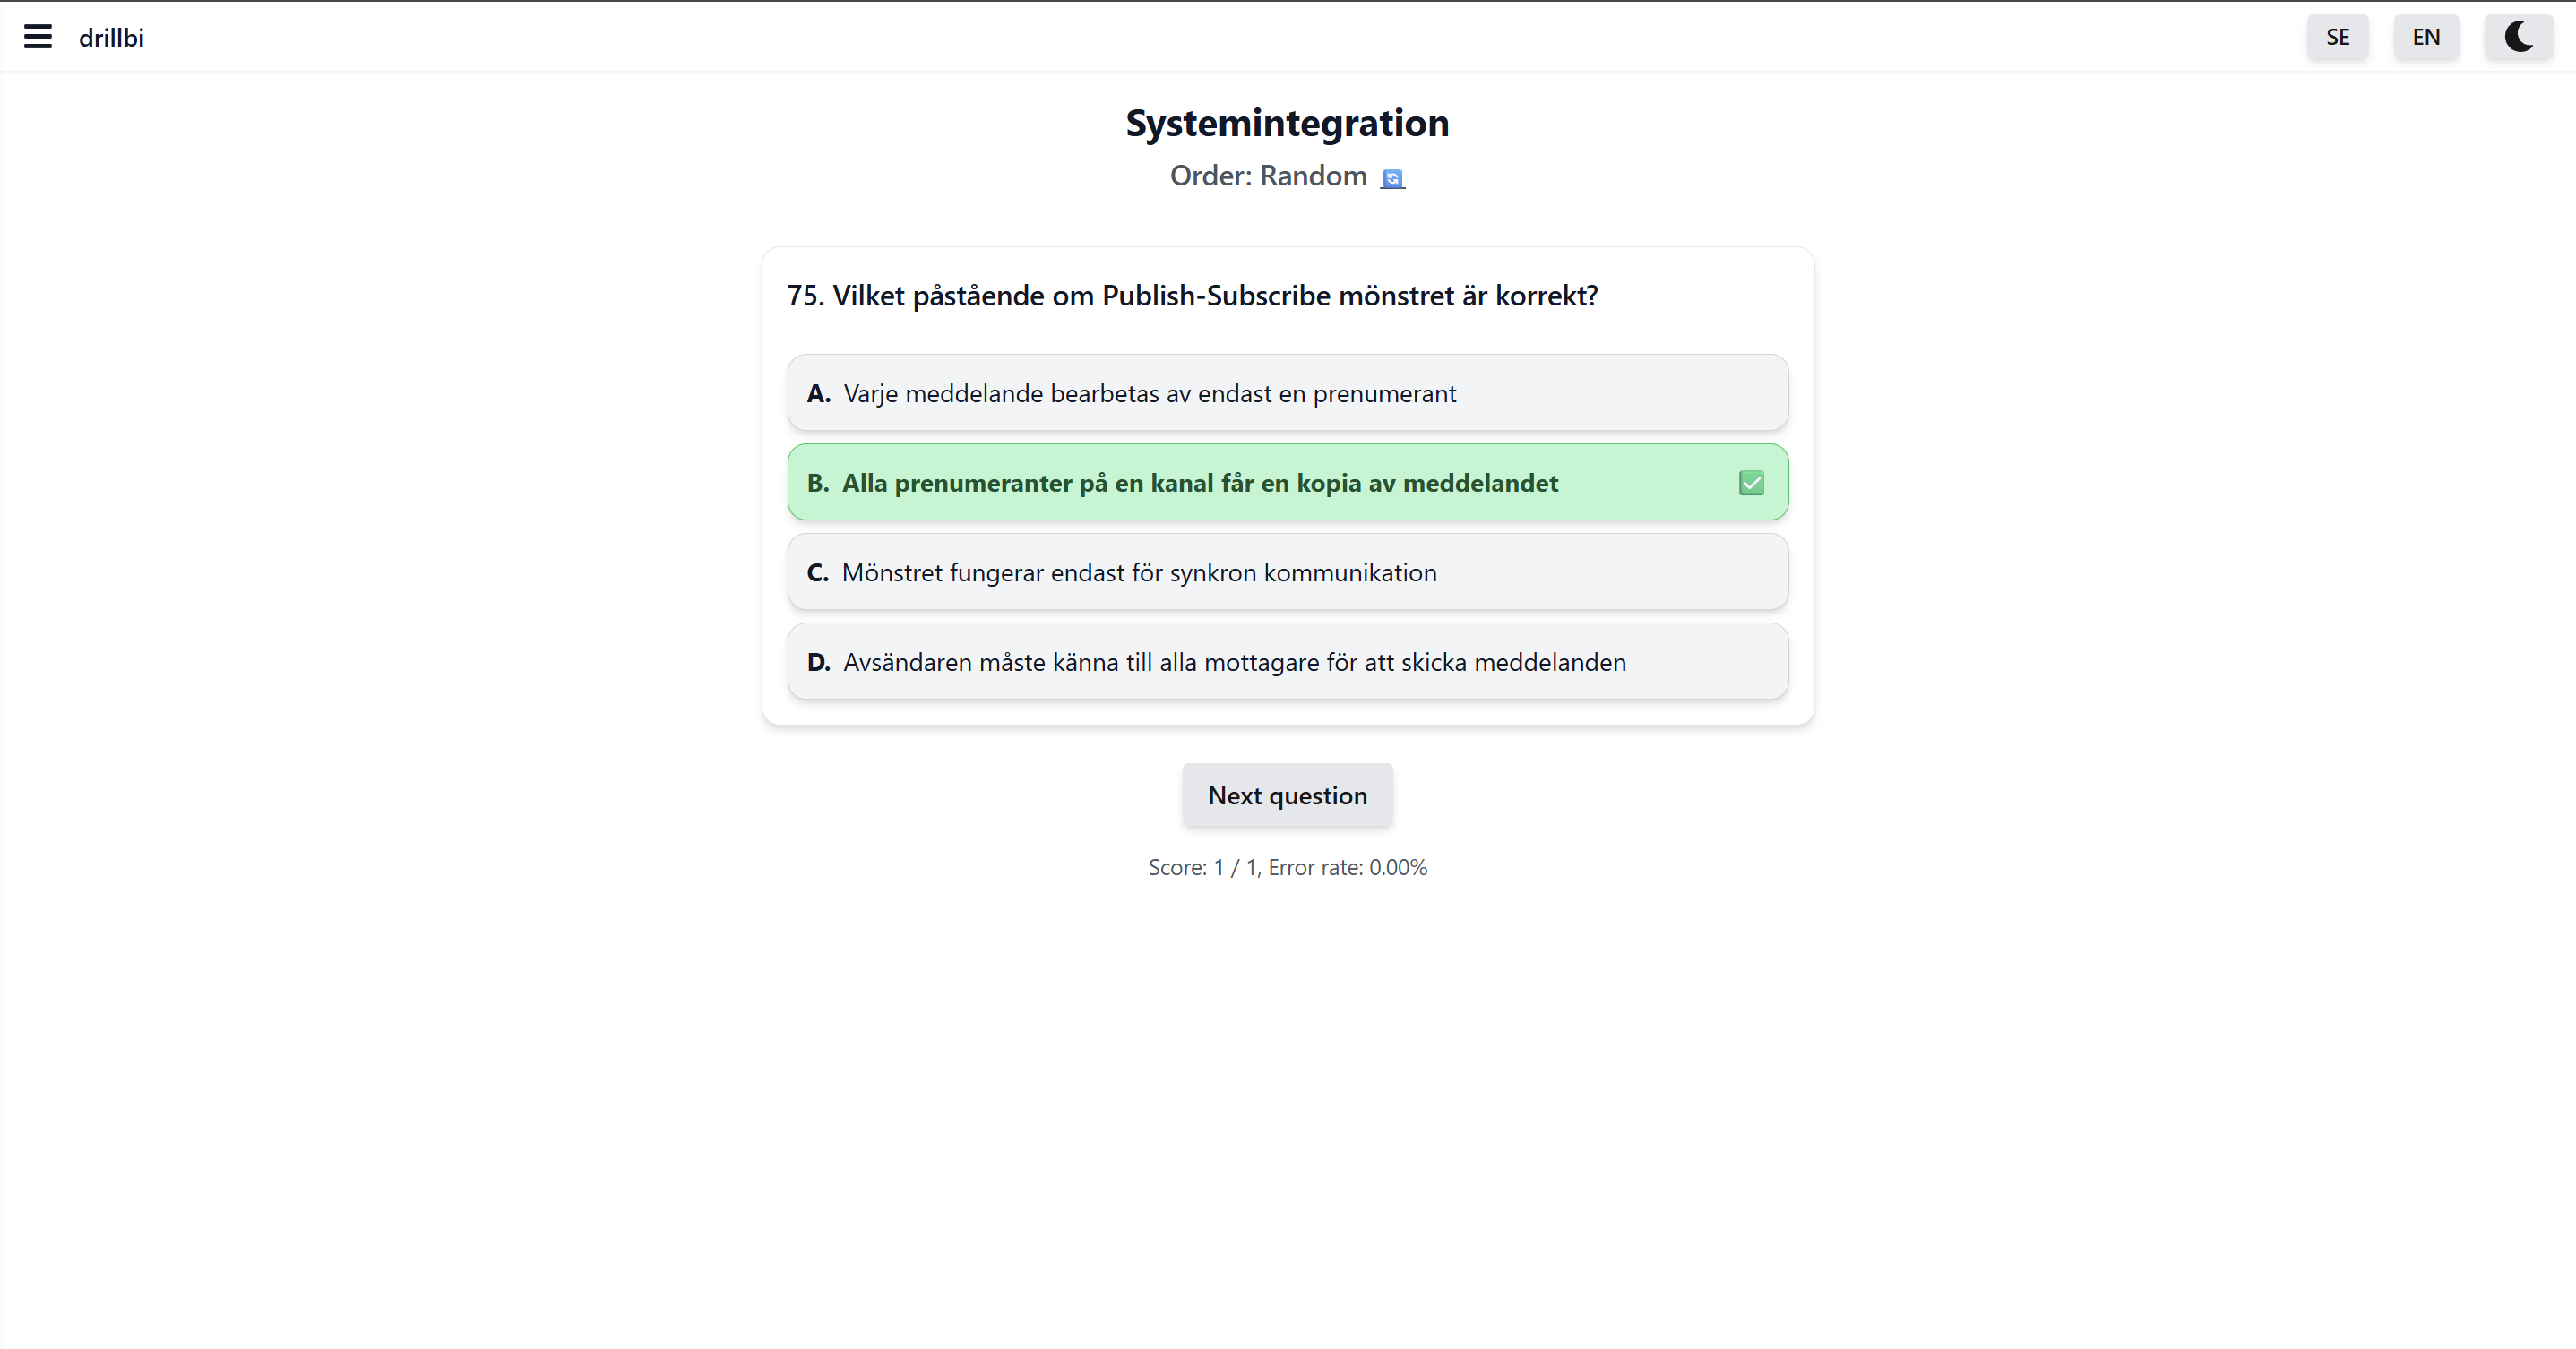 drillbi
SE
EN
Systemintegration
Order: Random
75. Vilket påstående om Publish-Subscribe mönstret är korrekt?
A. Varje meddelande bearbetas av endast en prenumerant
B. Alla prenumeranter på en kanal får en kopia av meddelandet
C. Mönstret fungerar endast för synkron kommunikation
D. Avsändaren måste känna till alla mottagare för att skicka meddelanden
Next question
Score: 1 / 1, Error rate: 0.00%